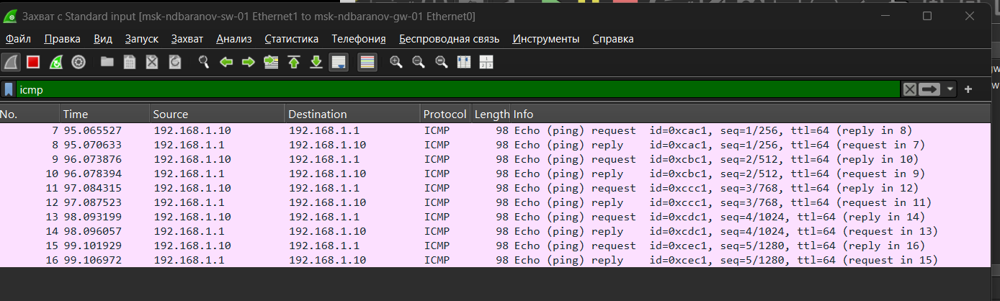 Захват с Standard input [msk-ndbaranov-sw-01 Ethernet1 to msk-ndbaranov-gw-01 Ethernet0]
Файл Правка Вид Запуск Захват Анализ Статистика Телефония Беспроводная связь Инструменты Справка
icmp
No. Time Source Destination Protocol Length Info
7 95.065527 192.168.1.10 192.168.1.1 ICMP 98 Echo (ping) request id=0xcac1, seq=1/256, ttl=64 (reply in 8)
8 95.070633 192.168.1.1 192.168.1.10 ICMP 98 Echo (ping) reply id=0xcac1, seq=1/256, ttl=64 (request in 7)
9 96.073876 192.168.1.10 192.168.1.1 ICMP 98 Echo (ping) request id=0xcbc1, seq=2/512, ttl=64 (reply in 10)
10 96.078394 192.168.1.1 192.168.1.10 ICMP 98 Echo (ping) reply id=0xcbc1, seq=2/512, ttl=64 (request in 9)
11 97.084315 192.168.1.10 192.168.1.1 ICMP 98 Echo (ping) request id=0xccc1, seq=3/768, ttl=64 (reply in 12)
12 97.087523 192.168.1.1 192.168.1.10 ICMP 98 Echo (ping) reply id=0xccc1, seq=3/768, ttl=64 (request in 11)
13 98.093199 192.168.1.10 192.168.1.1 ICMP 98 Echo (ping) request id=0xcdc1, seq=4/1024, ttl=64 (reply in 14)
14 98.096057 192.168.1.1 192.168.1.10 ICMP 98 Echo (ping) reply id=0xcdc1, seq=4/1024, ttl=64 (request in 13)
15 99.101929 192.168.1.10 192.168.1.1 ICMP 98 Echo (ping) request id=0xcec1, seq=5/1280, ttl=64 (reply in 16)
16 99.106972 192.168.1.1 192.168.1.10 ICMP 98 Echo (ping) reply id=0xcec1, seq=5/1280, ttl=64 (request in 15)